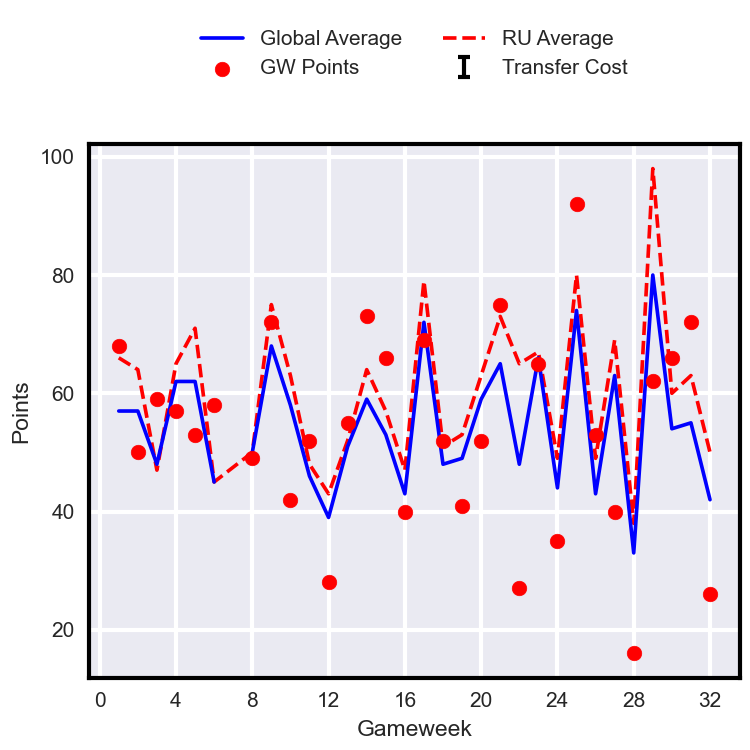 Global Average RU Average
GW Points Transfer Cost
100
80
60
40
20
Points
0 4 8 12 16 20 24 28 32
Gameweek